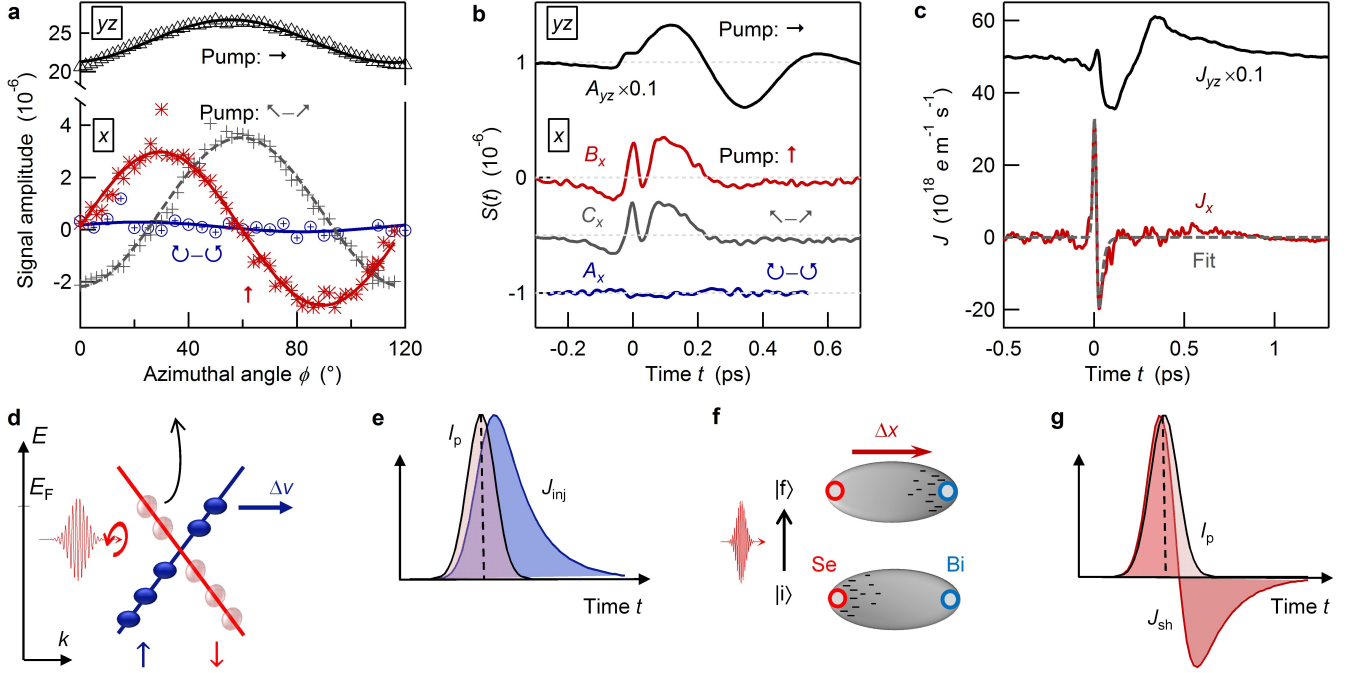 a
yz
Pump: →
25
20
Signal amplitude (10⁻⁶)
x
Pump: ↖–↗
4
2
0
-2
↻–↺
↑
0
40
80
120
Azimuthal angle ϕ (°)
b
yz
Pump: →
1
A_yz×0.1
x
B_x
Pump: ↑
0
S(t) (10⁻⁶)
C_x
↖–↗
A_x
↻–↺
-1
-0.2
0
0.2
0.4
0.6
Time t (ps)
c
60
J_yz×0.1
40
J (10¹⁸ e m⁻¹ s⁻¹)
20
J_x
0
Fit
-20
-0.5
0
0.5
1
Time t (ps)
d
E
E_F
Δv
k
↑
↓
e
I_p
J_inj
Time t
f
Δx
|f⟩
Se
Bi
|i⟩
g
I_p
Time t
J_sh